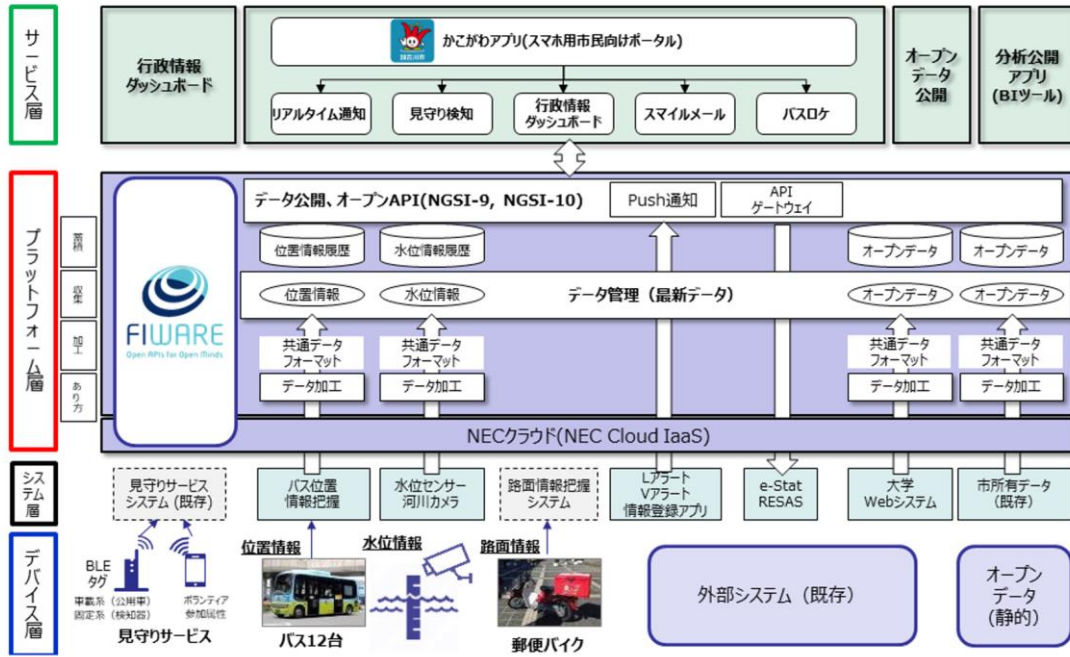 サービス層
行政情報
ダッシュボード
かこがわアプリ(スマホ用市民向けポータル)
リアルタイム通知
見守り検知
行政情報
ダッシュボード
スマイルメール
バスロケ
オープン
データ
公開
分析公開
アプリ
(BIツール)
プラットフォーム層
蓄積
収集
加工
あり方
FIWARE
Open APIs for Open Minds
データ公開、オープンAPI(NGSI-9, NGSI-10)
Push通知
API
ゲートウェイ
位置情報履歴
水位情報履歴
オープンデータ
オープンデータ
位置情報
水位情報
データ管理（最新データ）
オープンデータ
オープンデータ
共通データ
フォーマット
共通データ
フォーマット
共通データ
フォーマット
共通データ
フォーマット
データ加工
データ加工
データ加工
データ加工
NECクラウド(NEC Cloud IaaS)
システム層
見守りサービス
システム(既存)
バス位置
情報把握
水位センサー
河川カメラ
路面情報把握
システム
Lアラート
Vアラート
情報登録アプリ
e-Stat
RESAS
大学
Webシステム
市所有データ
(既存)
デバイス層
BLE
タグ
車載系（公用車）
固定系（検知器）
ボランティア
参加属性
見守りサービス
位置情報
バス12台
水位情報
路面情報
郵便バイク
外部システム（既存）
オープン
データ
(静的)